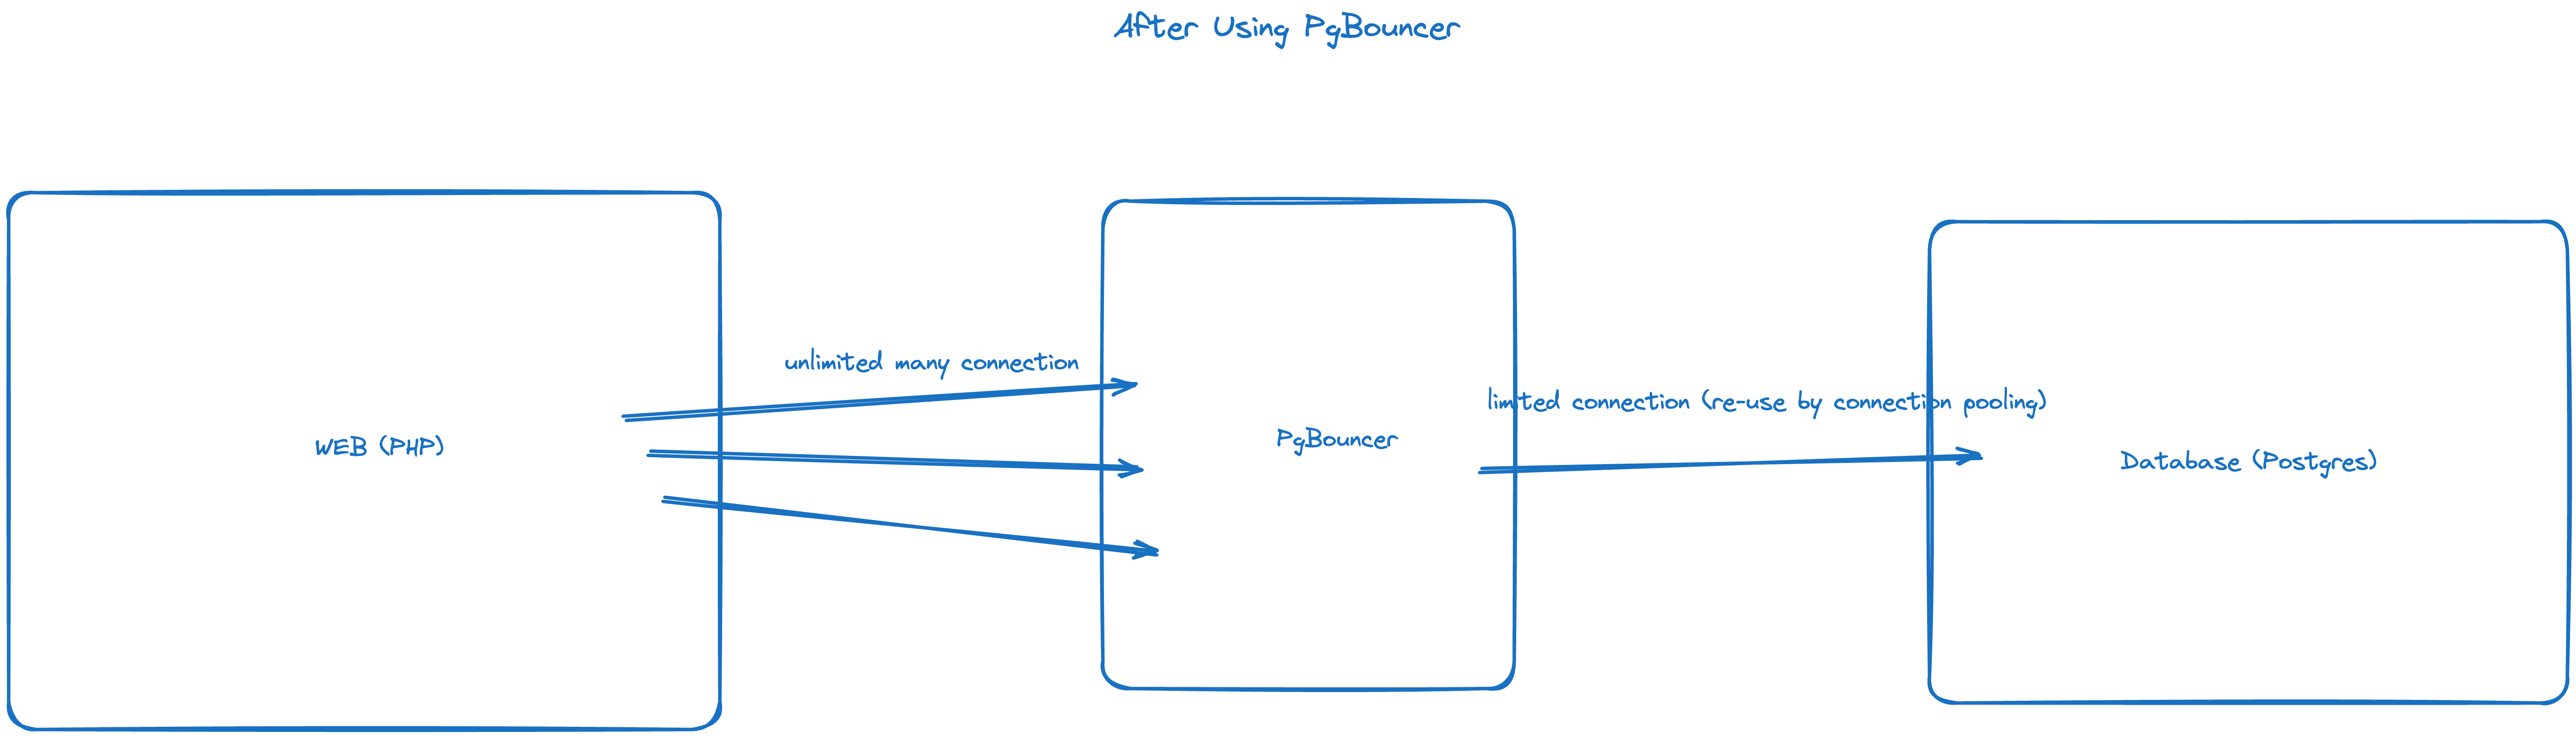 After Using PgBouncer
unlimited many connection
limited connection (re-use by connection pooling)
WEB (PHP)
PgBouncer
Database (Postgres)